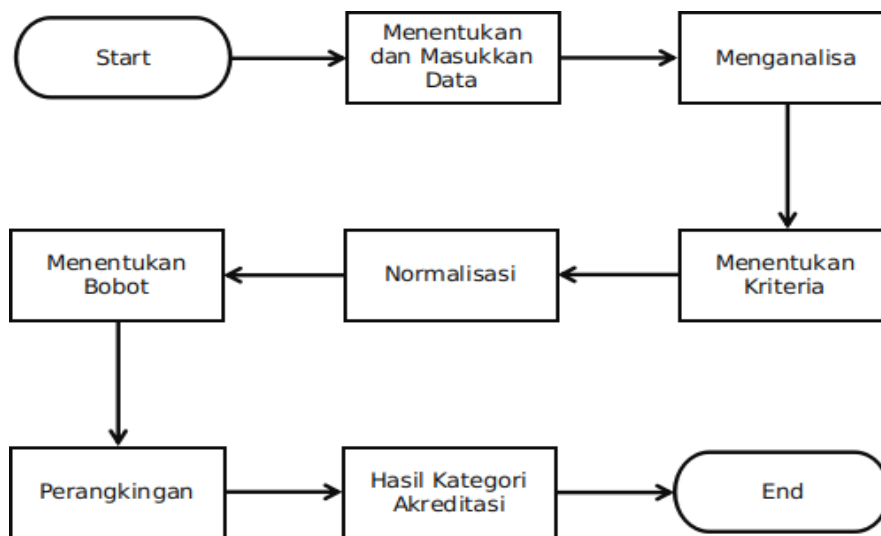 Start
Menentukan
dan Masukkan
Data
Menganalisa
Menentukan
Kriteria
Normalisasi
Menentukan
Bobot
Perangkingan
Hasil Kategori
Akreditasi
End